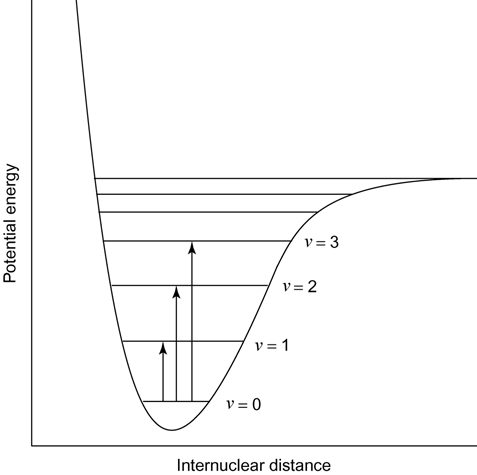 Potential energy
v = 3
v = 2
v = 1
v = 0
Internuclear distance